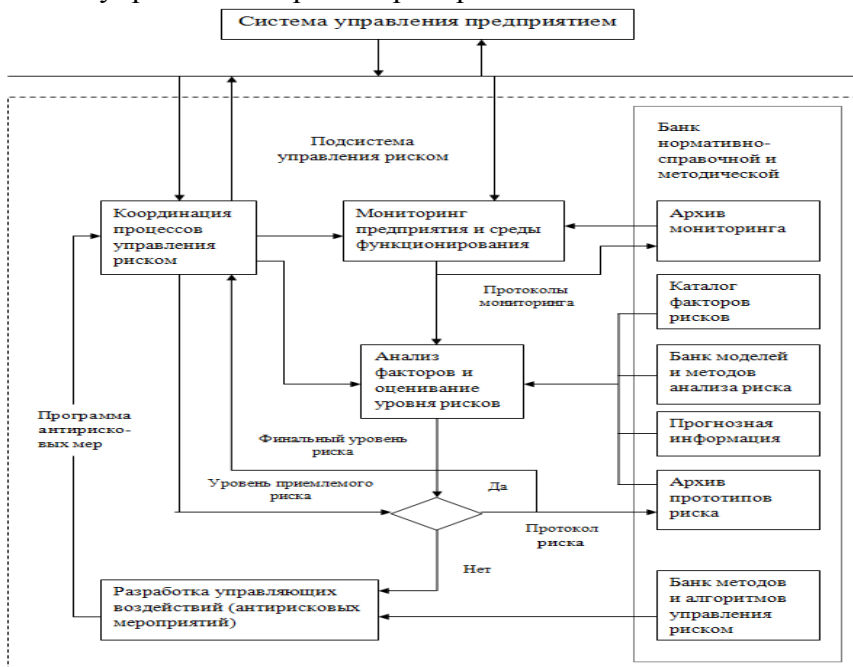 Система управления предприятием
Подсистема
управления риском
Банк
нормативно-
справочной и
методической
Координация
процессов
управления
риском
Мониторинг
предприятия и среды
функционирования
Архив
мониторинга
Протоколы
мониторинга
Каталог
факторов
рисков
Анализ
факторов и
оценивание
уровня рисков
Банк моделей
и методов
анализа риска
Программа
антириско-
вых мер
Прогнозная
информация
Финальный уровень
риска
Уровень приемлемого
риска
Да
Архив
прототипов
риска
Протокол
риска
Нет
Разработка управляющих
воздействий (антирисковых
мероприятий)
Банк методов
и алгоритмов
управления
риском